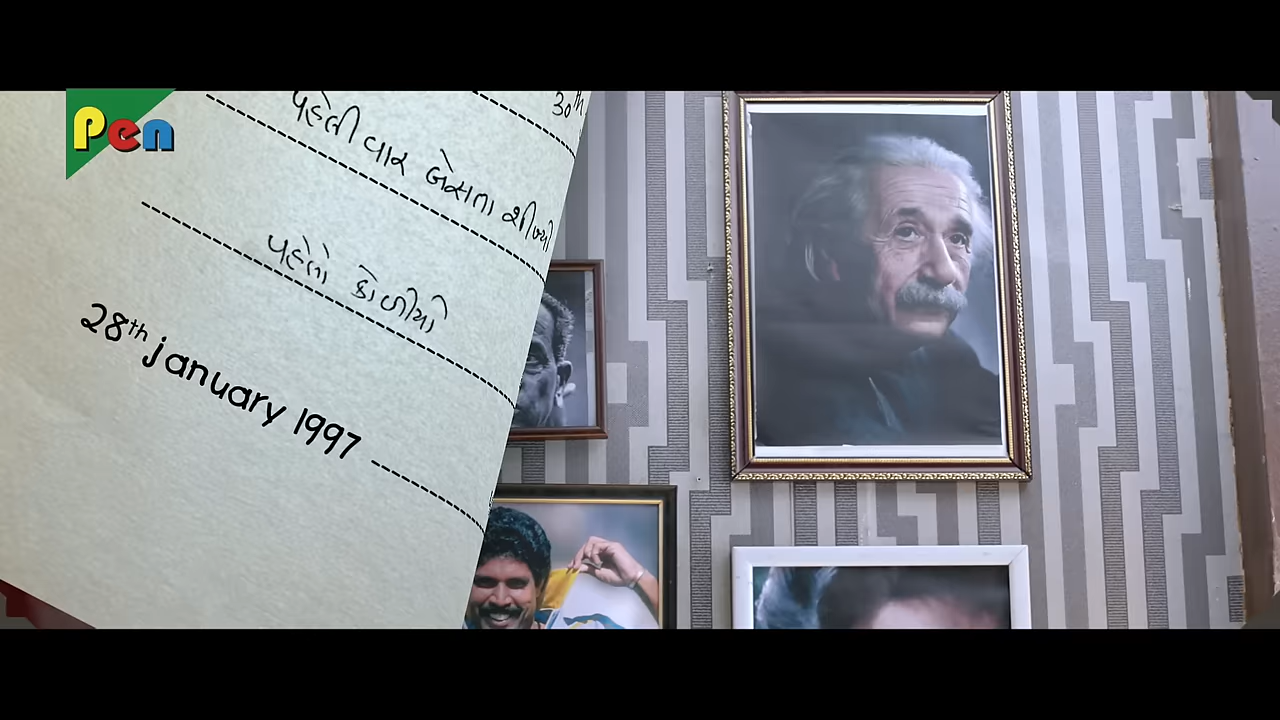 Pen
30th
પહેલી વાર બેસતા શીખ્યો
પહેલો કોળીયો
28th january 1997